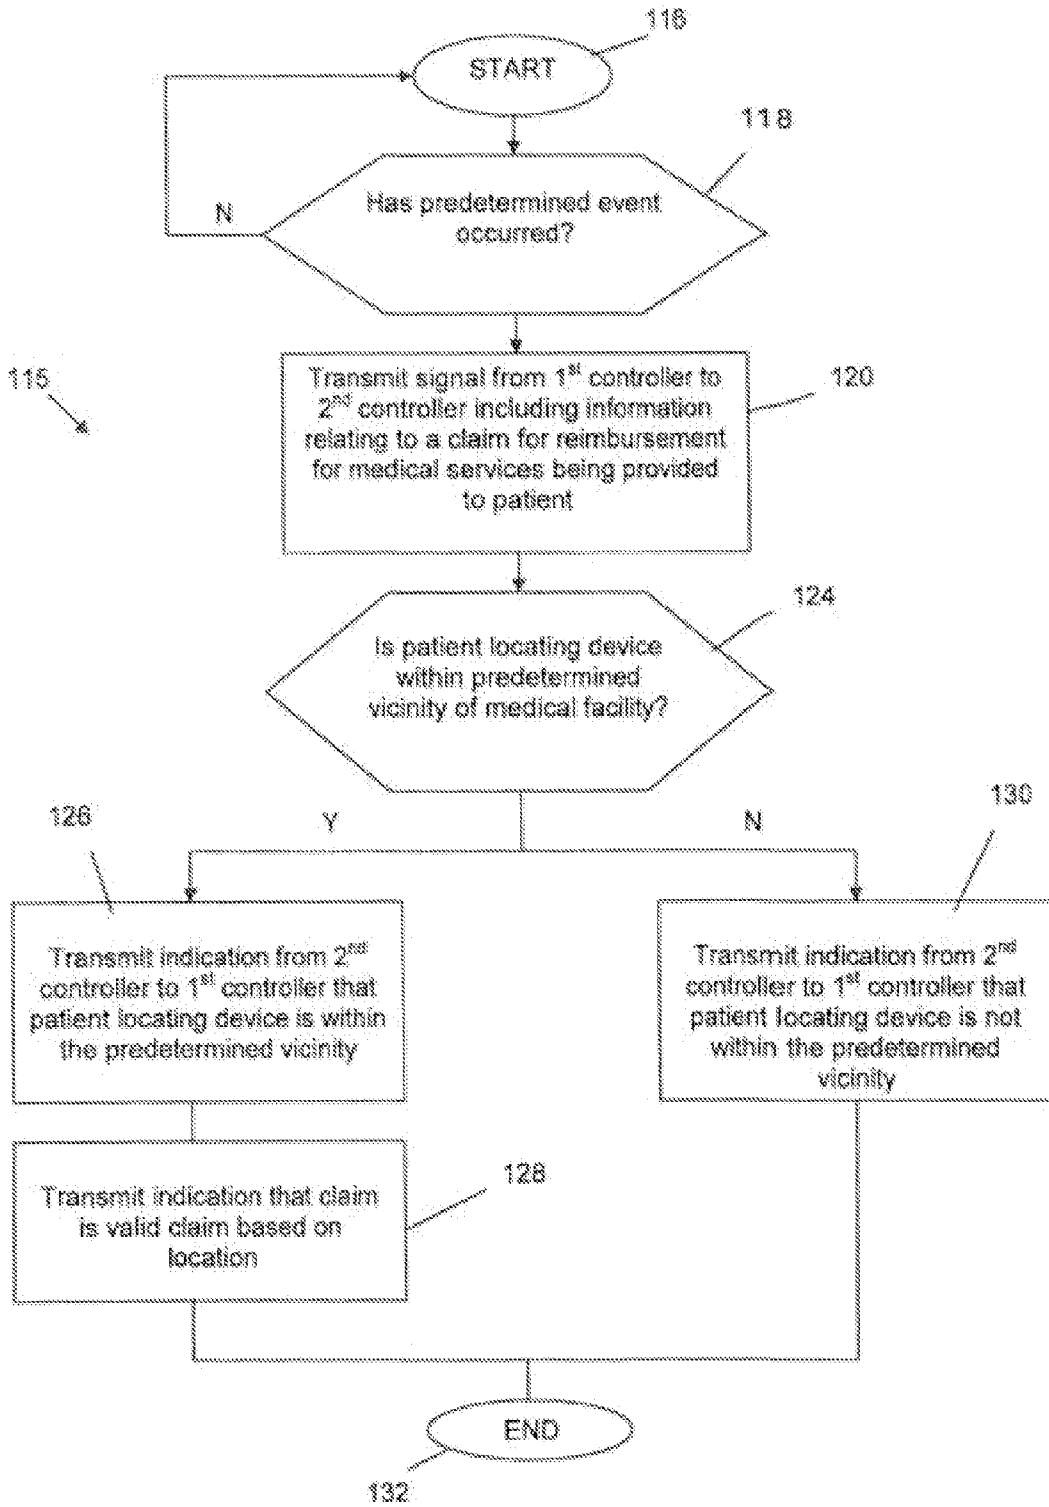 116
START
118
Has predetermined event
occurred?
N
115
Transmit signal from 1st controller to
2nd controller including information
relating to a claim for reimbursement
for medical services being provided
to patient
120
124
Is patient locating device
within predetermined
vicinity of medical facility?
126
Y
N
130
Transmit indication from 2nd
controller to 1st controller that
patient locating device is within
the predetermined vicinity
Transmit indication from 2nd
controller to 1st controller that
patient locating device is not
within the predetermined
vicinity
Transmit indication that claim
is valid claim based on
location
128
END
132